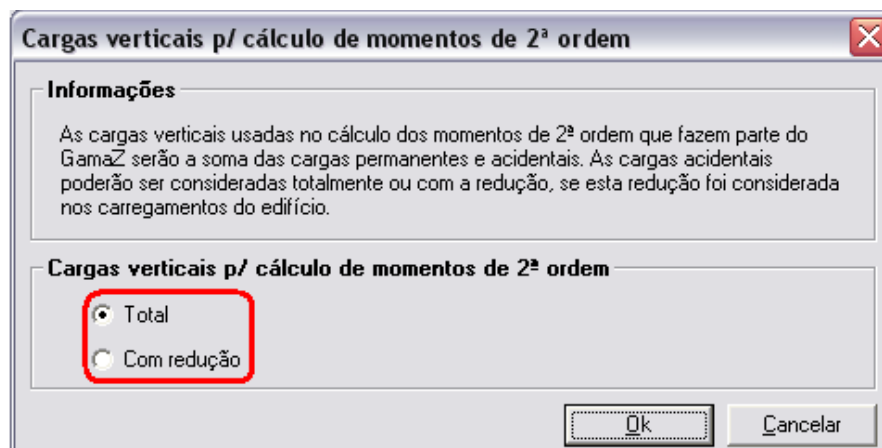 Cargas verticais p/ cálculo de momentos de 2ª ordem
Informações
As cargas verticais usadas no cálculo dos momentos de 2ª ordem que fazem parte do
GamaZ serão a soma das cargas permanentes e acidentais. As cargas acidentais
poderão ser consideradas totalmente ou com a redução, se esta redução foi considerada
nos carregamentos do edifício.
Cargas verticais p/ cálculo de momentos de 2ª ordem
Total
Com redução
Ok
Cancelar